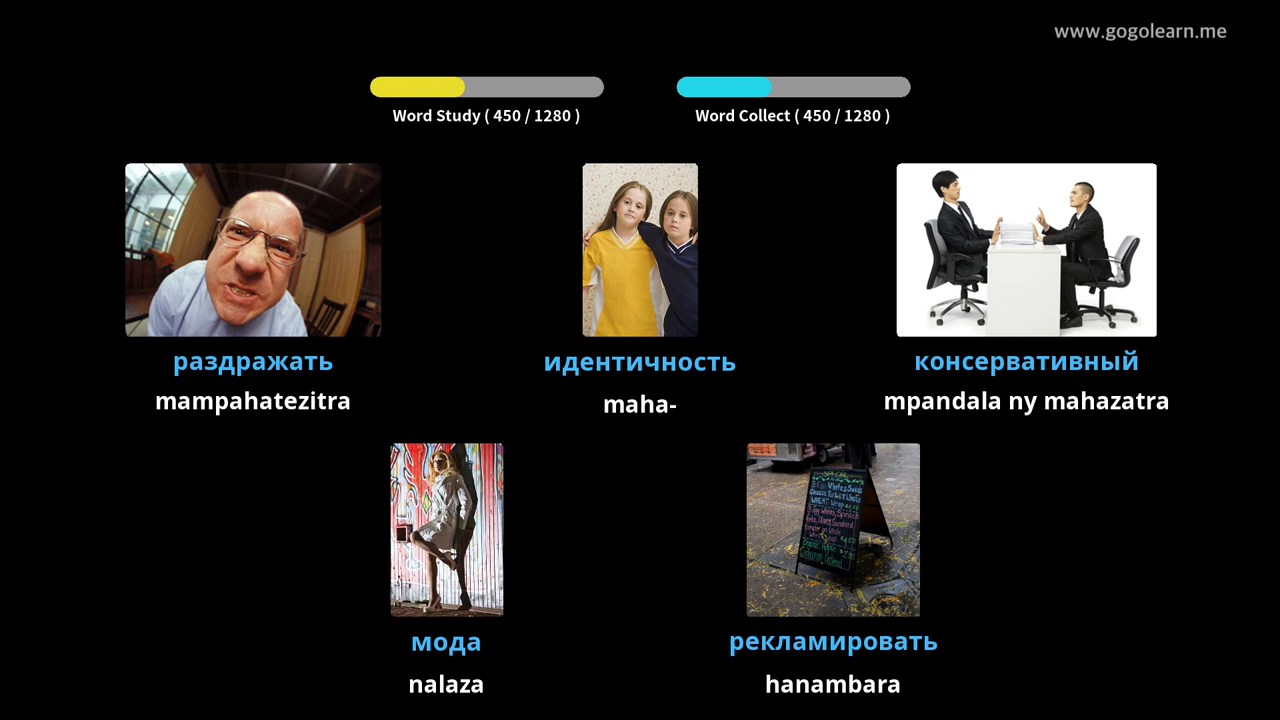 www.gogolearn.me
Word Study ( 450 / 1280 )
Word Collect ( 450 / 1280 )
раздражать
идентичность
консервативный
mampahatezitra
maha-
mpandala ny mahazatra
мода
рекламировать
nalaza
hanambara